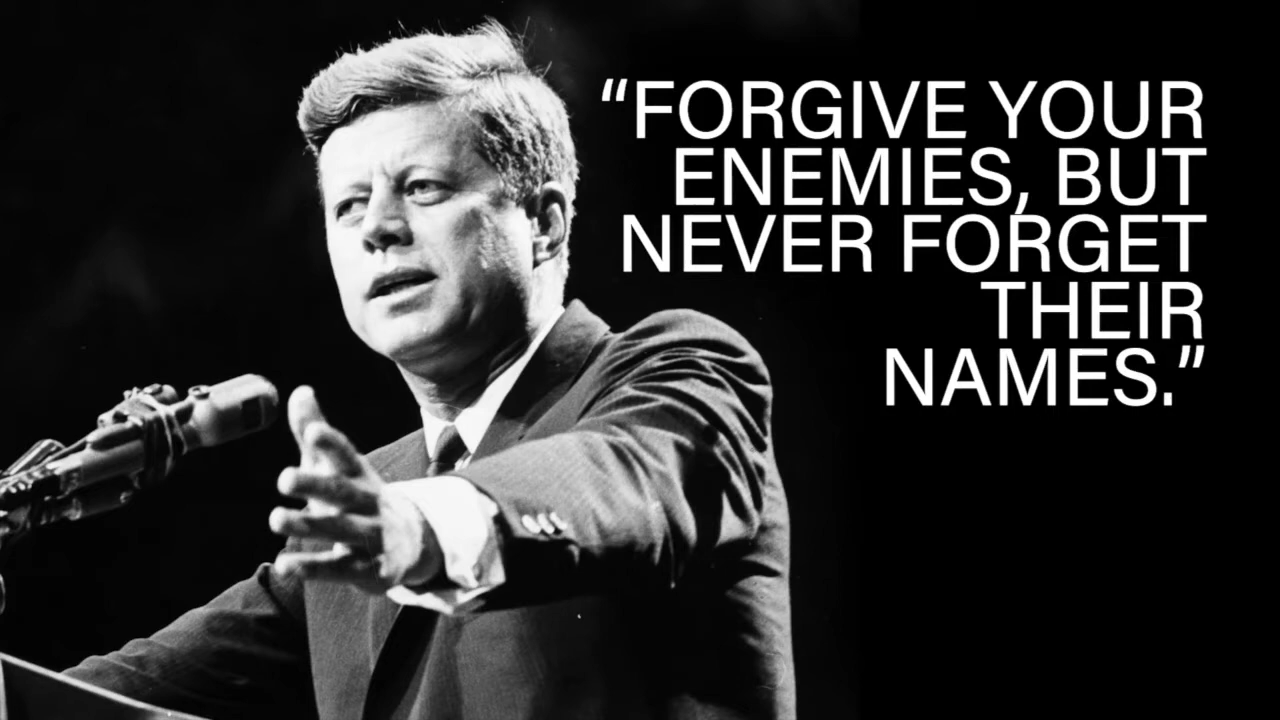 “FORGIVE YOUR
ENEMIES, BUT
NEVER FORGET
THEIR
NAMES.”